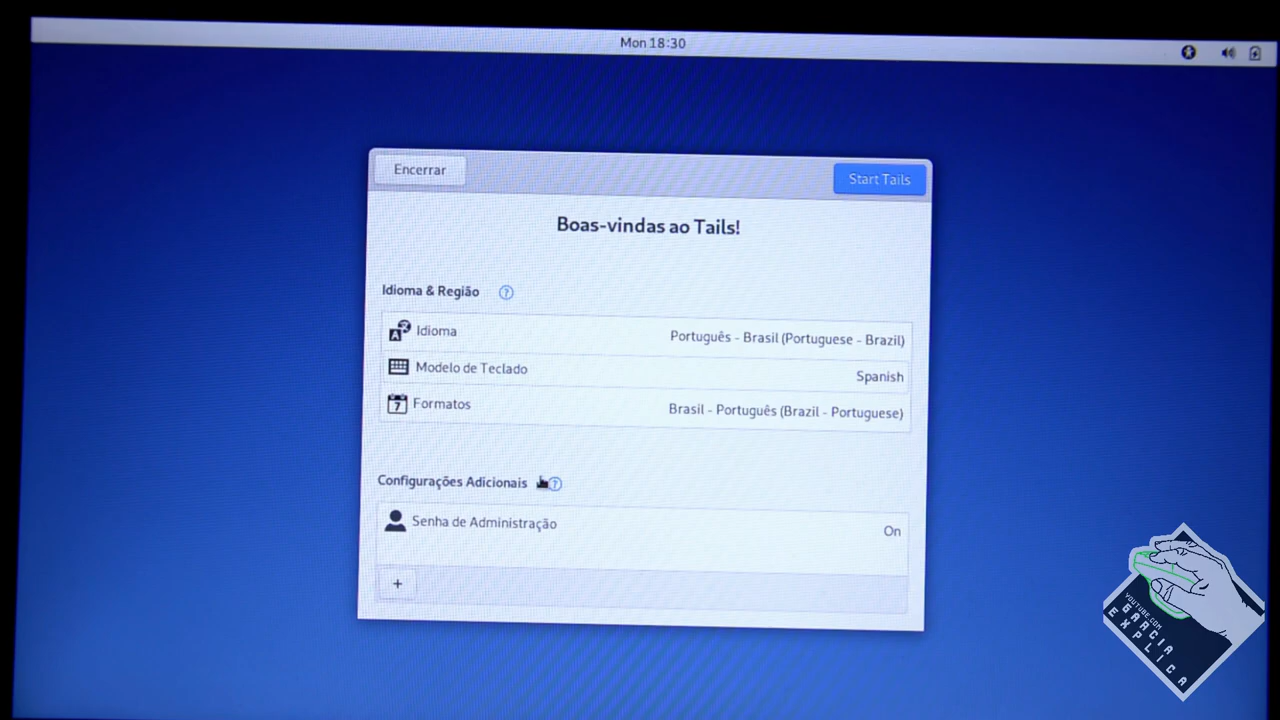 Mon 18:30
Encerrar
Start Tails
Boas-vindas ao Tails!
Idioma & Região ?
Idioma Português - Brasil (Portuguese - Brazil)
Modelo de Teclado Spanish
7 Formatos Brasil - Português (Brazil - Portuguese)
Configurações Adicionais ?
Senha de Administração On
+
YOUTUBE.COM
GARCIA
EXPLICA